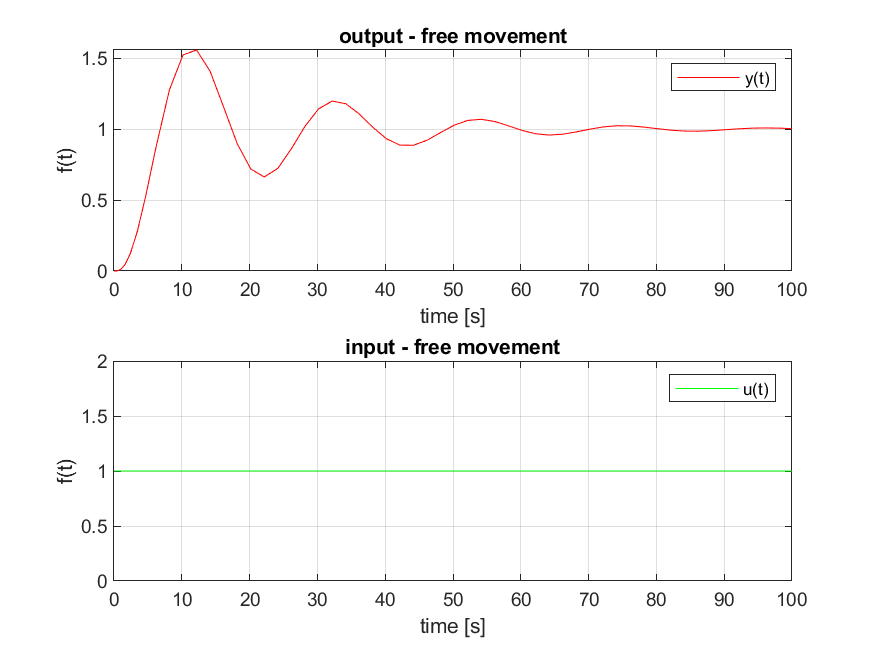 output - free movement
f(t)
1.5
1
0.5
0
y(t)
0 10 20 30 40 50 60 70 80 90 100
time [s]
input - free movement
f(t)
2
1.5
1
0.5
0
u(t)
0 10 20 30 40 50 60 70 80 90 100
time [s]